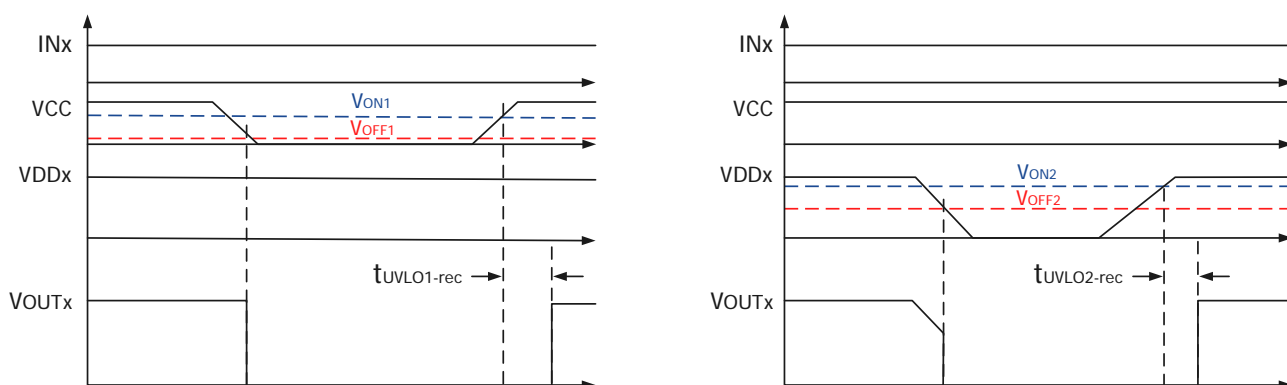 INx
VCC
VON1
VOFF1
VDDx
tUVLO1-rec
VOUTx
INx
VCC
VDDx
VON2
VOFF2
tUVLO2-rec
VOUTx